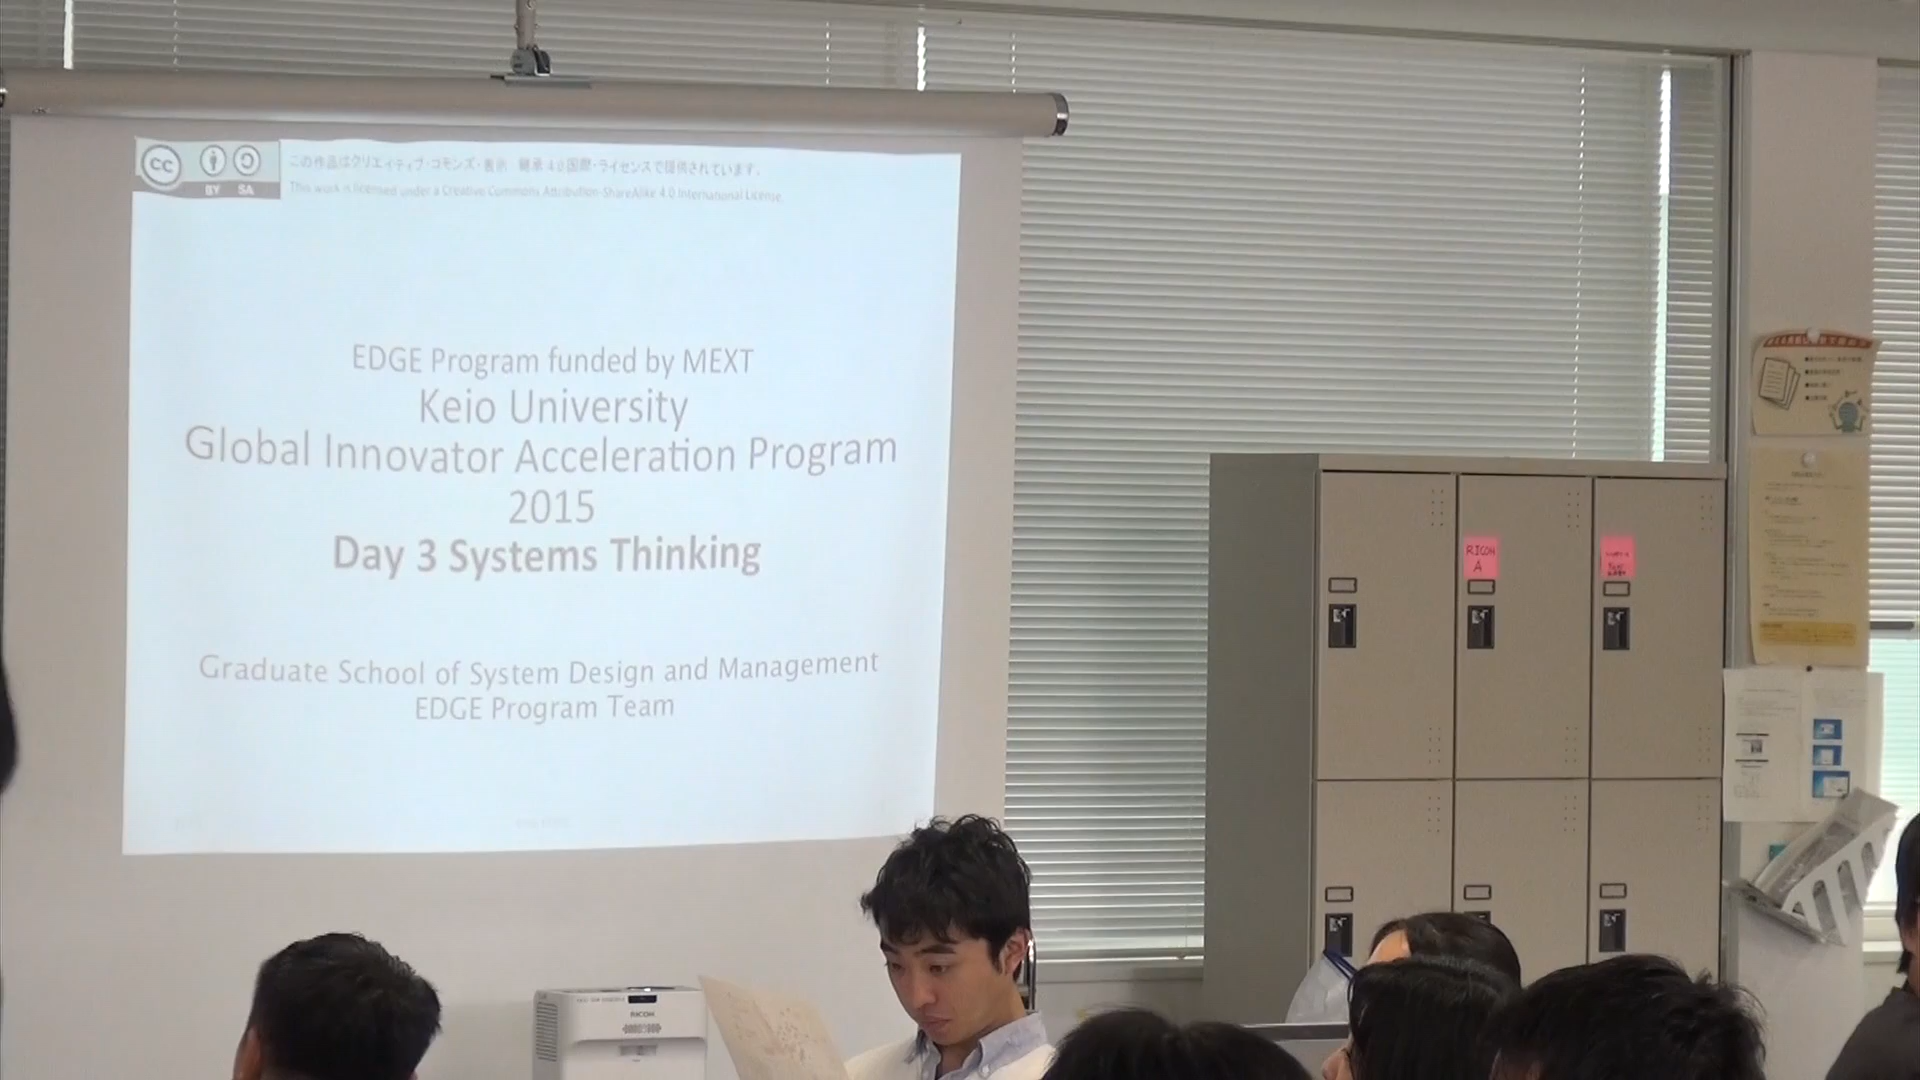 cc
BY SA
この作品はクリエイティブ・コモンズ・表示 継承 4.0 国際・ライセンスで提供されています。
This work is licensed under a Creative Commons Attribution-ShareAlike 4.0 International License
EDGE Program funded by MEXT
Keio University
Global Innovator Acceleration Program
2015
Day 3 Systems Thinking
Graduate School of System Design and Management
EDGE Program Team
RICOH
A
RICOH